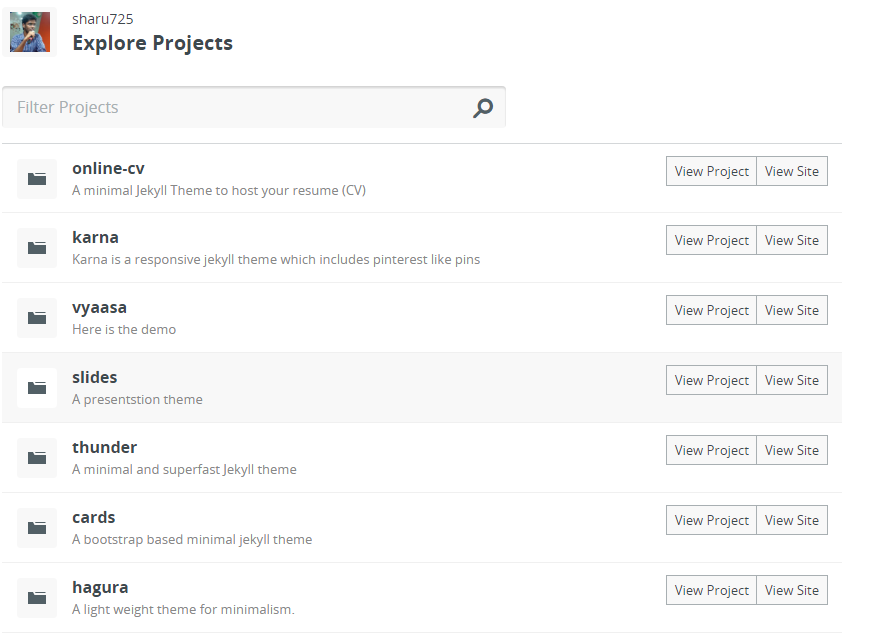 sharu725
Explore Projects
Filter Projects
online-cv
A minimal Jekyll Theme to host your resume (CV)
View Project View Site
karna
Karna is a responsive jekyll theme which includes pinterest like pins
View Project View Site
vyaasa
Here is the demo
View Project View Site
slides
A presentstion theme
View Project View Site
thunder
A minimal and superfast Jekyll theme
View Project View Site
cards
A bootstrap based minimal jekyll theme
View Project View Site
hagura
A light weight theme for minimalism.
View Project View Site